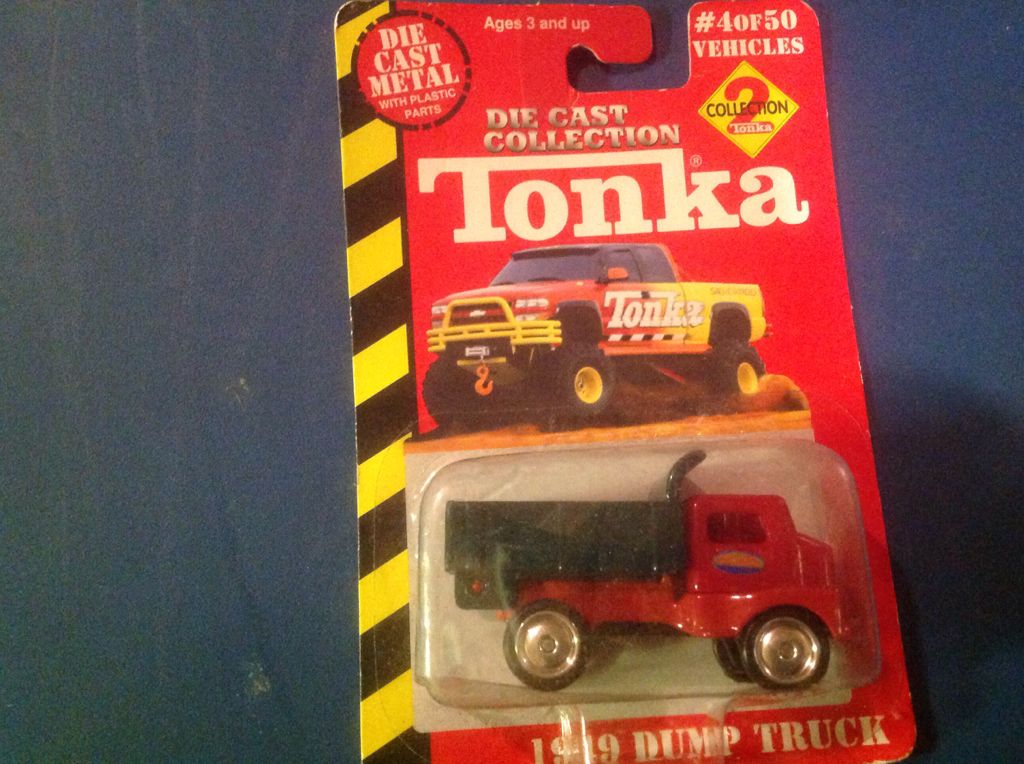 DIE
CAST
METAL
WITH PLASTIC
PARTS
Ages 3 and up
#4 OF 50
VEHICLES
COLLECTION
2
Tonka
DIE CAST
COLLECTION
Tonka®
Tonka
DUMP TRUCK